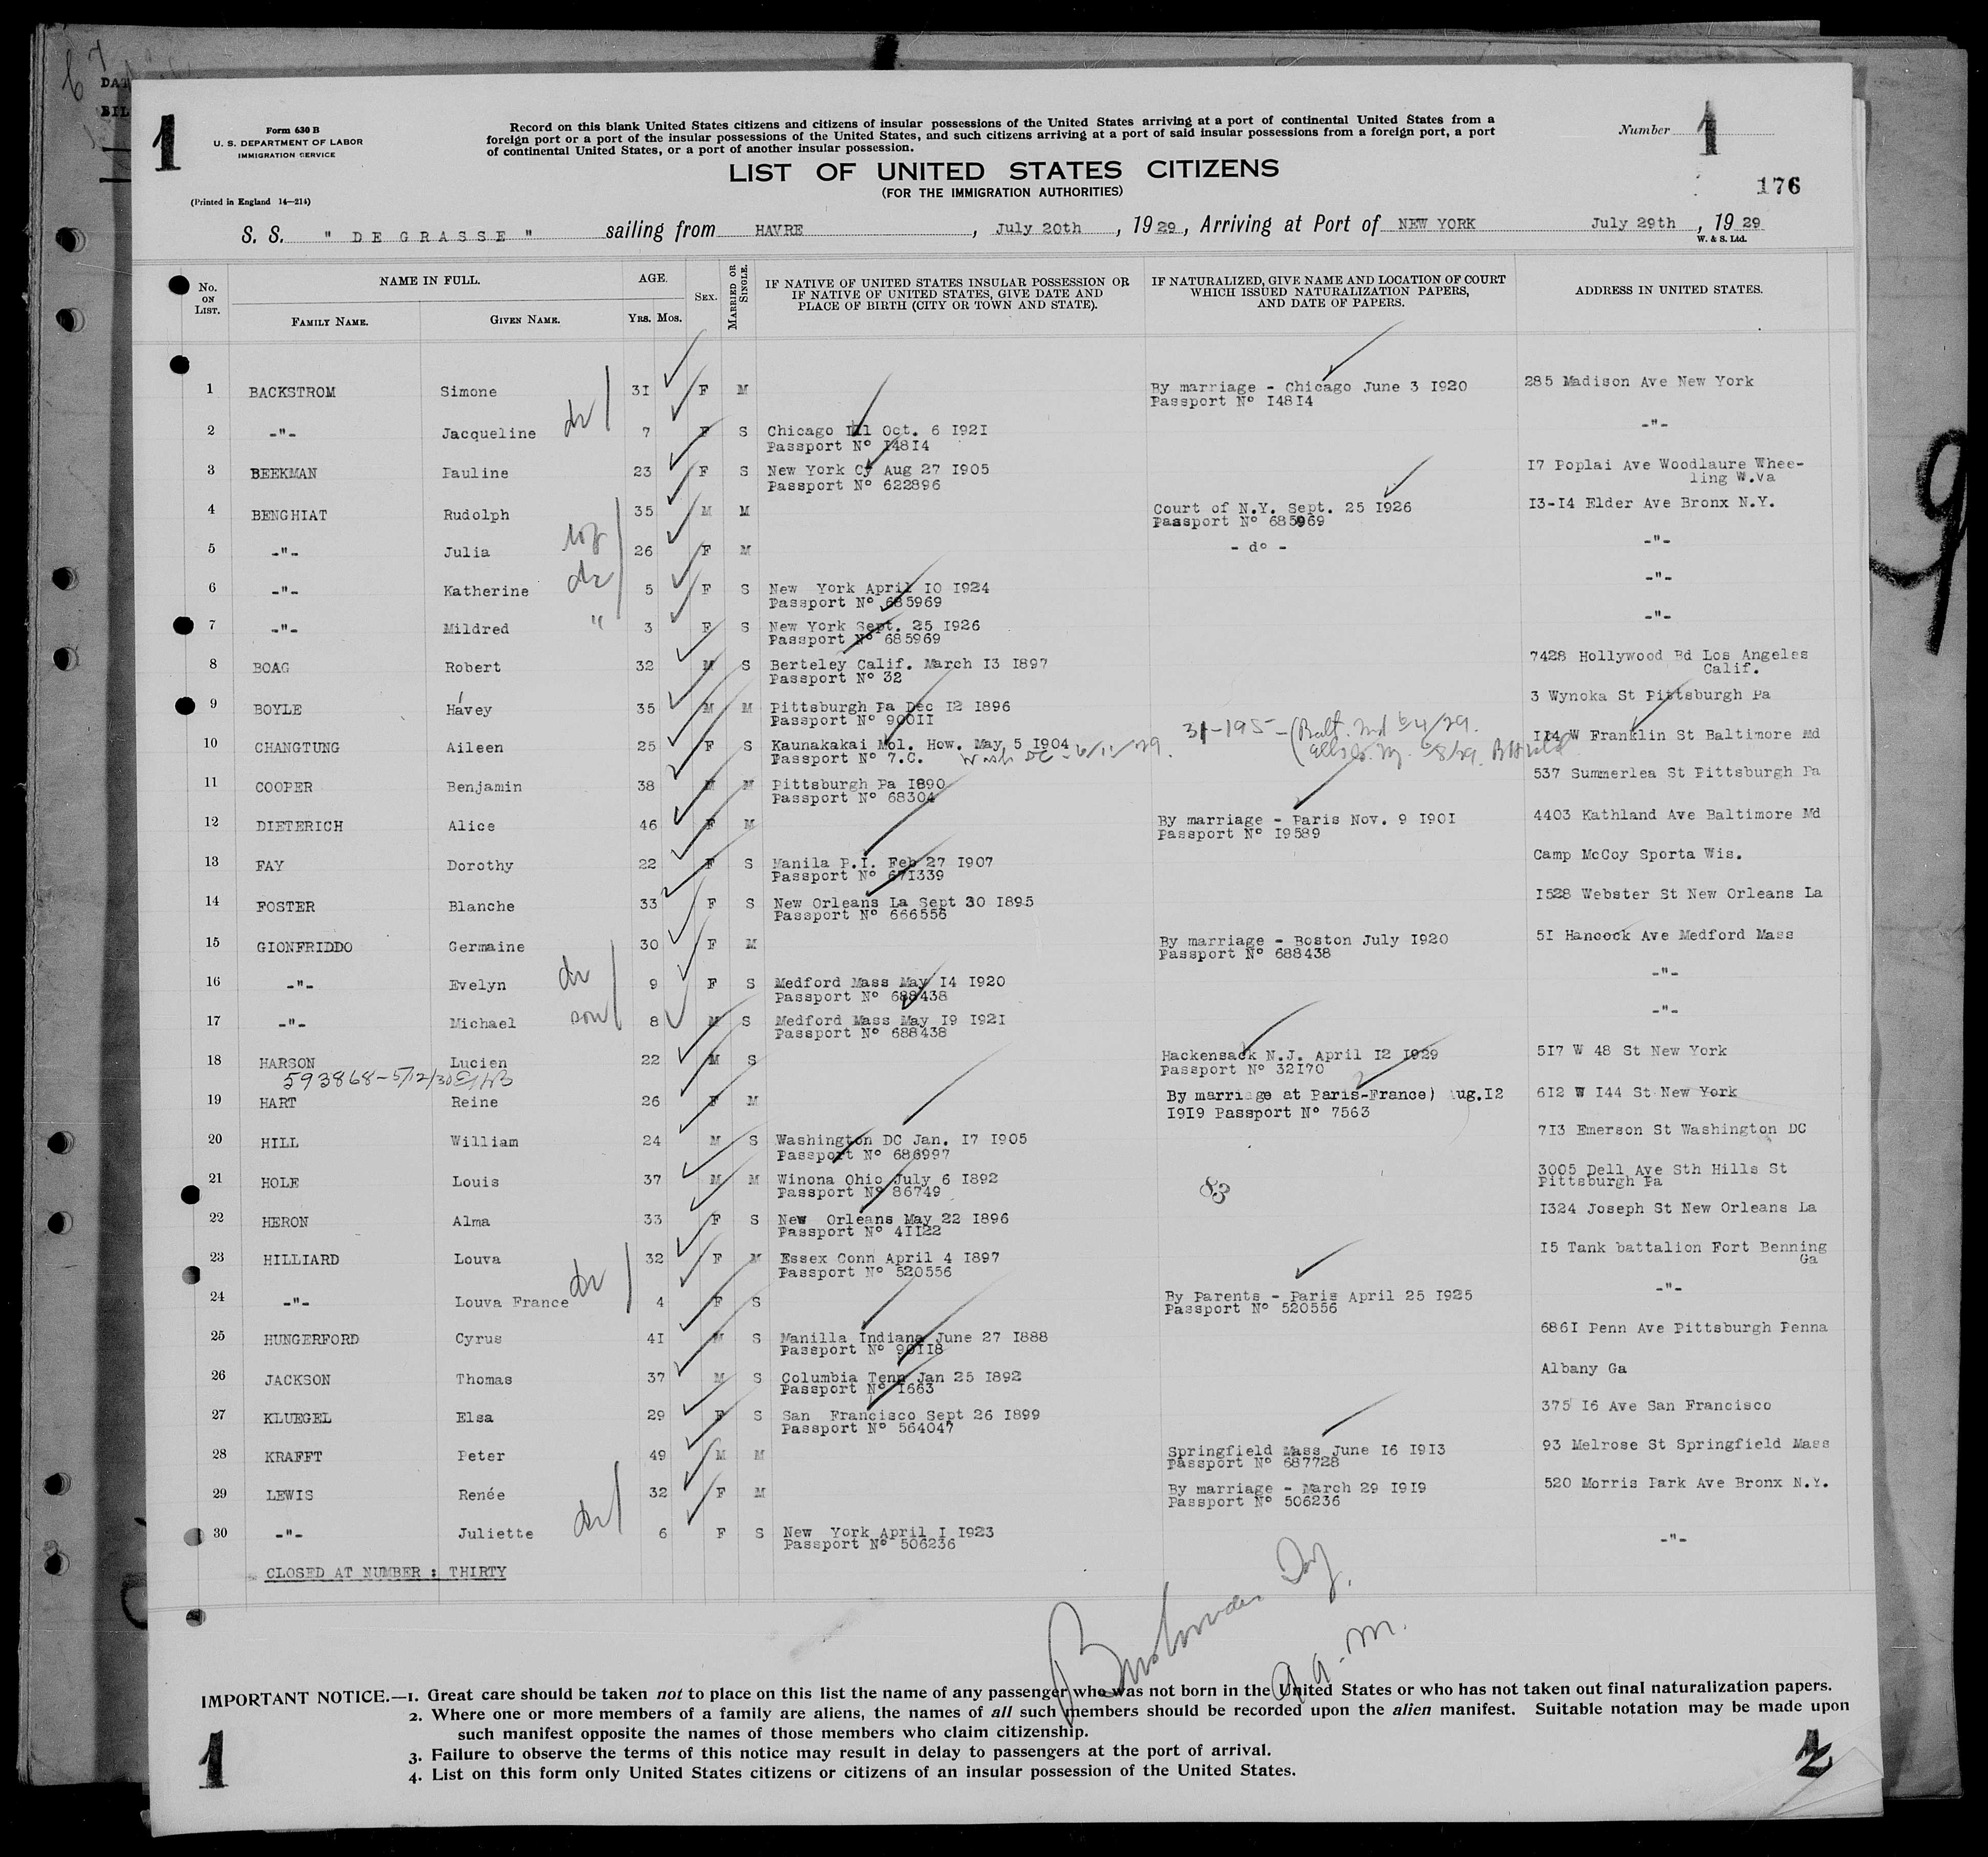 1
Form 630 B
U. S. DEPARTMENT OF LABOR
IMMIGRATION SERVICE
(Printed in England 14—214)
Record on this blank United States citizens and citizens of insular possessions of the United States arriving at a port of continental United States from a
foreign port or a port of the insular possessions of the United States, and such citizens arriving at a port of said insular possessions from a foreign port, a port
of continental United States, or a port of another insular possession.
Number 1
LIST OF UNITED STATES CITIZENS
(FOR THE IMMIGRATION AUTHORITIES)
176
S. S. " DE GRASSE " sailing from HAVRE , July 20th , 1929, Arriving at Port of NEW YORK July 29th , 1929
W. & S. Ltd.
No. ON LIST. NAME IN FULL. AGE. SEX. MARRIED OR SINGLE. IF NATIVE OF UNITED STATES INSULAR POSSESSION OR IF NATIVE OF UNITED STATES, GIVE DATE AND PLACE OF BIRTH (CITY OR TOWN AND STATE). IF NATURALIZED, GIVE NAME AND LOCATION OF COURT WHICH ISSUED NATURALIZATION PAPERS, AND DATE OF PAPERS. ADDRESS IN UNITED STATES.
FAMILY NAME. GIVEN NAME. YRS. MOS.
1 BACKSTROM Simone 31 F M By marriage - Chicago June 3 1920 285 Madison Ave New York
Passport N° 14814
2 -"- Jacqueline 7 F S Chicago Ill Oct. 6 1921 -"-
Passport N° 14814
3 BEEKMAN Pauline 23 F S New York Cy Aug 27 1905 17 Poplai Ave Woodlaure Whee-
Passport N° 622896 ling W.Va
4 BENGHIAT Rudolph 35 M M Court of N.Y. Sept. 25 1926 13-14 Elder Ave Bronx N.Y.
Passport N° 685969
5 -"- Julia 26 F M - d° - -"-
6 -"- Katherine 5 F S New York April 10 1924 -"-
Passport N° 685969
7 -"- Mildred " 3 F S New York Sept. 25 1926 -"-
Passport N° 685969
8 BOAG Robert 32 M S Berteley Calif. March 13 1897 7428 Hollywood Bd Los Angeles
Passport N° 32 Calif.
9 BOYLE Havey 35 M M Pittsburgh Pa Dec 12 1896 3 Wynoka St Pittsburgh Pa
Passport N° 90011
10 CHANGTUNG Aileen 25 F S Kaunakakai Mol. How. May 5 1904 31-195- 114 W Franklin St Baltimore Md
Passport N° 7.C. Wash DC
11 COOPER Benjamin 38 M M Pittsburgh Pa 1890 537 Summerlea St Pittsburgh Pa
Passport N° 68304
12 DIETERICH Alice 46 F M By marriage - Paris Nov. 9 1901 4403 Kathland Ave Baltimore Md
Passport N° 19589
13 FAY Dorothy 22 F S Manila P.I. Feb 27 1907 Camp McCoy Sporta Wis.
Passport N° 671339
14 FOSTER Blanche 33 F S New Orleans La Sept 30 1895 1528 Webster St New Orleans La
Passport N° 666556
15 GIONFRIDDO Germaine 30 F M By marriage - Boston July 1920 51 Hancock Ave Medford Mass
Passport N° 688438
16 -"- Evelyn 9 F S Medford Mass May 14 1920 -"-
Passport N° 688438
17 -"- Michael son 8 M S Medford Mass May 19 1921 -"-
Passport N° 688438
18 HARSON Lucien 22 M S Hackensack N.J. April 12 1929 517 W 48 St New York
593868-5/12/30 Passport N° 32170
19 HART Reine 26 F M By marriage at Paris-France) Aug.12 612 W 144 St New York
1919 Passport N° 7563
20 HILL William 24 M S Washington DC Jan. 17 1905 713 Emerson St Washington DC
Passport N° 686997
21 HOLE Louis 37 M M Winona Ohio July 6 1892 83 3005 Dell Ave Sth Hills St
Passport N° 86749 Pittsburgh Pa
22 HERON Alma 33 F S New Orleans May 22 1896 1324 Joseph St New Orleans La
Passport N° 41122
23 HILLIARD Louva 32 F M Essex Conn April 4 1897 15 Tank battalion Fort Benning
Passport N° 520556 Ga
24 -"- Louva France 4 F S By Parents - Paris April 25 1925 -"-
Passport N° 520556
25 HUNGERFORD Cyrus 41 M S Manilla Indiana June 27 1888 6861 Penn Ave Pittsburgh Penna
Passport N° 90118
26 JACKSON Thomas 37 M S Columbia Tenn Jan 25 1892 Albany Ga
Passport N° 1663
27 KLUEGEL Elsa 29 F S San Francisco Sept 26 1899 375 16 Ave San Francisco
Passport N° 564047
28 KRAFFT Peter 49 M M Springfield Mass June 16 1913 93 Melrose St Springfield Mass
Passport N° 687728
29 LEWIS Renée 32 F M By marriage - March 29 1919 520 Morris Park Ave Bronx N.Y.
Passport N° 506236
30 -"- Juliette 6 F S New York April 1 1923 -"-
Passport N° 506236
CLOSED AT NUMBER : THIRTY
IMPORTANT NOTICE.—1. Great care should be taken not to place on this list the name of any passenger who was not born in the United States or who has not taken out final naturalization papers.
2. Where one or more members of a family are aliens, the names of all such members should be recorded upon the alien manifest. Suitable notation may be made upon
such manifest opposite the names of those members who claim citizenship.
3. Failure to observe the terms of this notice may result in delay to passengers at the port of arrival.
4. List on this form only United States citizens or citizens of an insular possession of the United States.
1
2